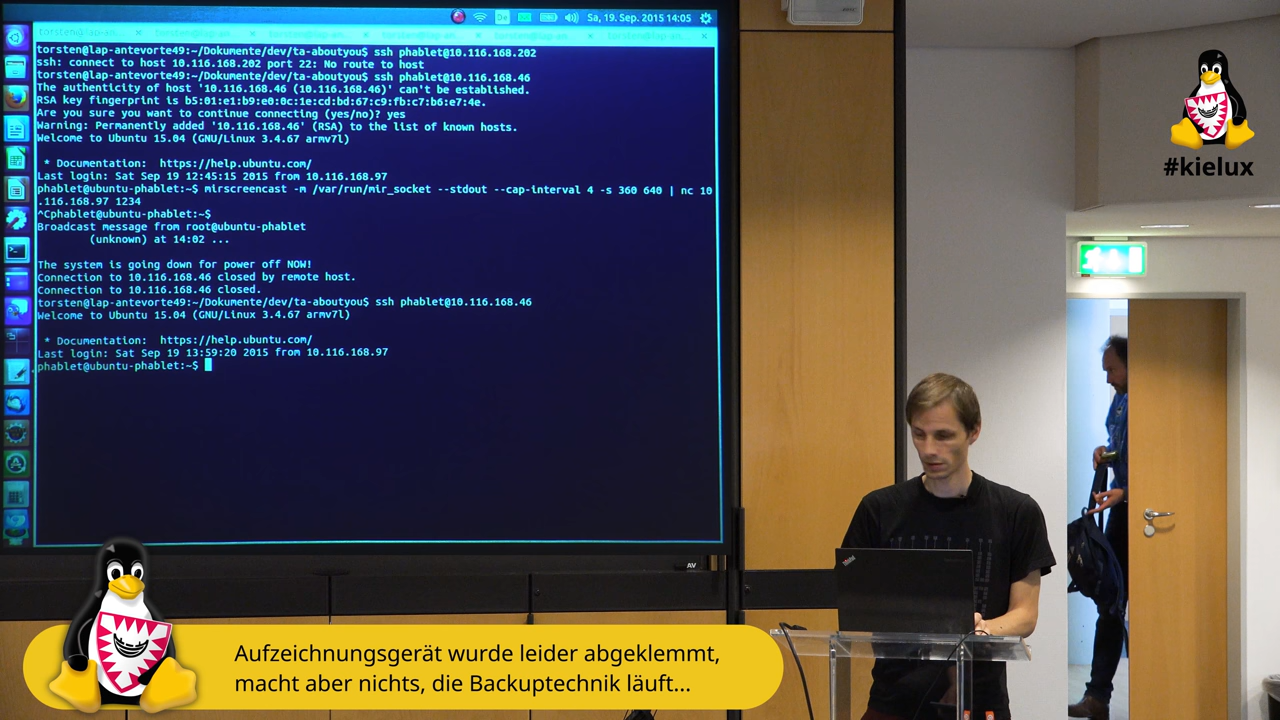 De
Sa, 19. Sep. 2015 14:05
torsten@lap-antevorte49:~/Dokumente/dev/ta-aboutyou$ ssh phablet@10.116.168.202
ssh: connect to host 10.116.168.202 port 22: No route to host
torsten@lap-antevorte49:~/Dokumente/dev/ta-aboutyou$ ssh phablet@10.116.168.46
The authenticity of host '10.116.168.46 (10.116.168.46)' can't be established.
RSA key fingerprint is b5:01:e1:b9:e0:0c:1e:cd:bd:67:c9:fb:c7:b6:e7:4e.
Are you sure you want to continue connecting (yes/no)? yes
Warning: Permanently added '10.116.168.46' (RSA) to the list of known hosts.
Welcome to Ubuntu 15.04 (GNU/Linux 3.4.67 armv7l)
* Documentation:  https://help.ubuntu.com/
Last login: Sat Sep 19 12:45:15 2015 from 10.116.168.97
phablet@ubuntu-phablet:~$ mirscreencast -m /var/run/mir_socket --stdout --cap-interval 4 -s 360 640 | nc 10
.116.168.97 1234
^Cphablet@ubuntu-phablet:~$
Broadcast message from root@ubuntu-phablet
(unknown) at 14:02 ...
The system is going down for power off NOW!
Connection to 10.116.168.46 closed by remote host.
Connection to 10.116.168.46 closed.
torsten@lap-antevorte49:~/Dokumente/dev/ta-aboutyou$ ssh phablet@10.116.168.46
Welcome to Ubuntu 15.04 (GNU/Linux 3.4.67 armv7l)
* Documentation:  https://help.ubuntu.com/
Last login: Sat Sep 19 13:59:20 2015 from 10.116.168.97
phablet@ubuntu-phablet:~$
AV
#kielux
ThinkPad
Aufzeichnungsgerät wurde leider abgeklemmt,
macht aber nichts, die Backuptechnik läuft...